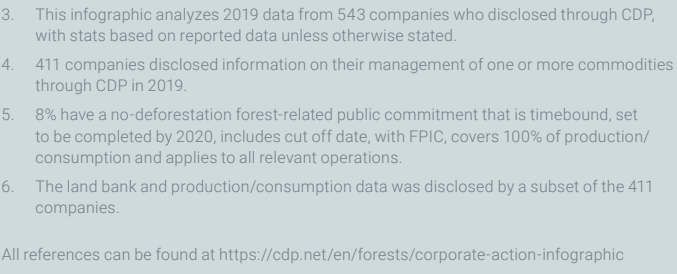 3. This infographic analyzes 2019 data from 543 companies who disclosed through CDP,
with stats based on reported data unless otherwise stated.
4. 411 companies disclosed information on their management of one or more commodities
through CDP in 2019.
5. 8% have a no-deforestation forest-related public commitment that is timebound, set
to be completed by 2020, includes cut off date, with FPIC, covers 100% of production/
consumption and applies to all relevant operations.
6. The land bank and production/consumption data was disclosed by a subset of the 411
companies.
All references can be found at https://cdp.net/en/forests/corporate-action-infographic